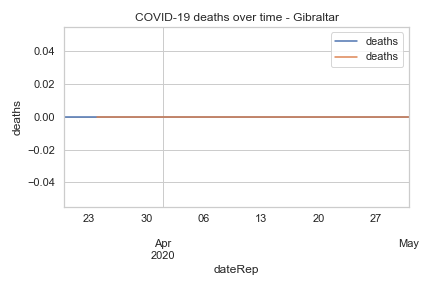 COVID-19 deaths over time - Gibraltar
deaths
deaths
deaths
0.04
0.02
0.00
−0.02
−0.04
23 30 06 13 20 27
Apr May
2020
dateRep